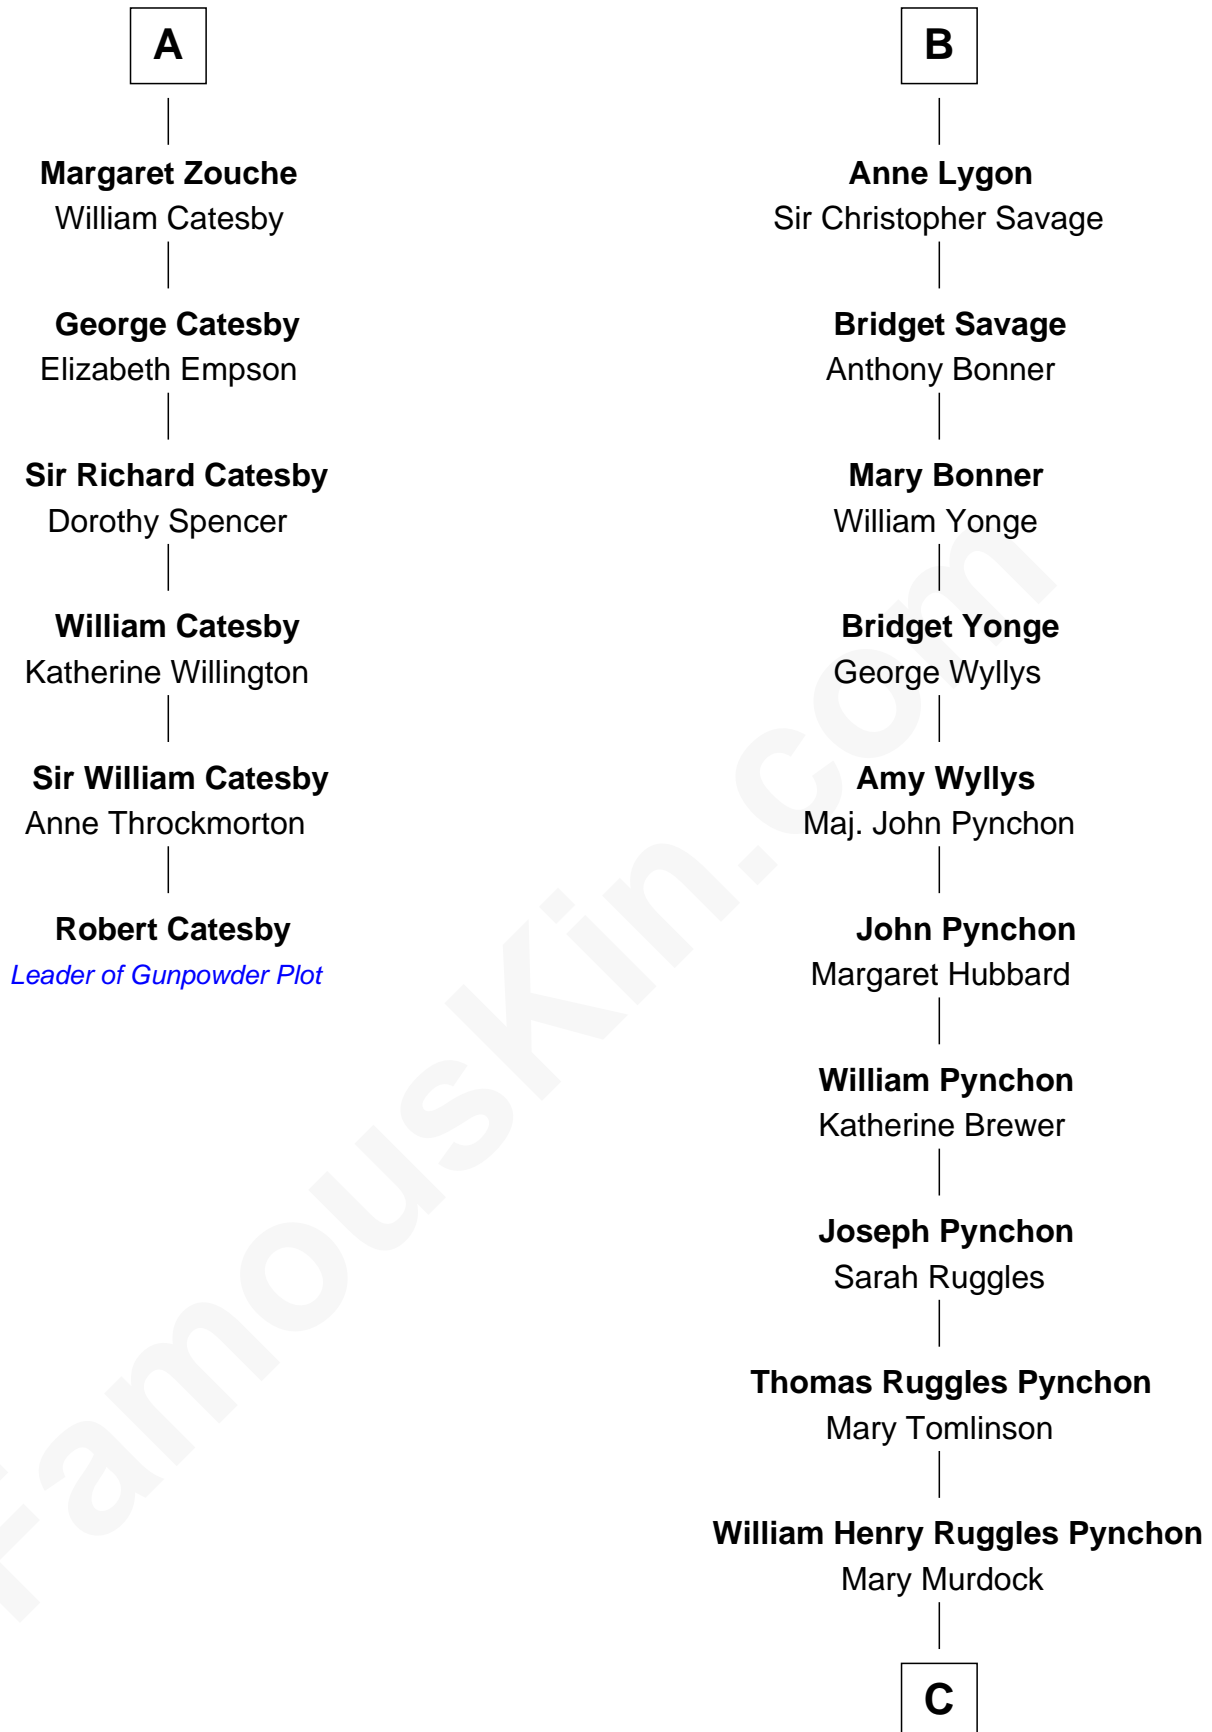 A
Margaret Zouche
William Catesby
George Catesby
Elizabeth Empson
Sir Richard Catesby
Dorothy Spencer
William Catesby
Katherine Willington
Sir William Catesby
Anne Throckmorton
Robert Catesby
Leader of Gunpowder Plot
B
Anne Lygon
Sir Christopher Savage
Bridget Savage
Anthony Bonner
Mary Bonner
William Yonge
Bridget Yonge
George Wyllys
Amy Wyllys
Maj. John Pynchon
John Pynchon
Margaret Hubbard
William Pynchon
Katherine Brewer
Joseph Pynchon
Sarah Ruggles
Thomas Ruggles Pynchon
Mary Tomlinson
William Henry Ruggles Pynchon
Mary Murdock
C
FamousKin.com